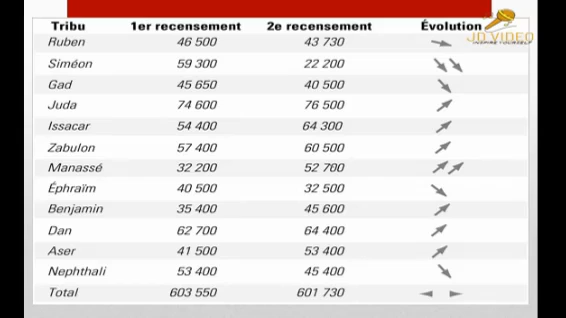 Tribu 1er recensement 2e recensement Évolution
JD VIDEO
INSPIRE YOURSELF
Ruben 46 500 43 730
Siméon 59 300 22 200
Gad 45 650 40 500
Juda 74 600 76 500
Issacar 54 400 64 300
Zabulon 57 400 60 500
Manassé 32 200 52 700
Éphraïm 40 500 32 500
Benjamin 35 400 45 600
Dan 62 700 64 400
Aser 41 500 53 400
Nephthali 53 400 45 400
Total 603 550 601 730